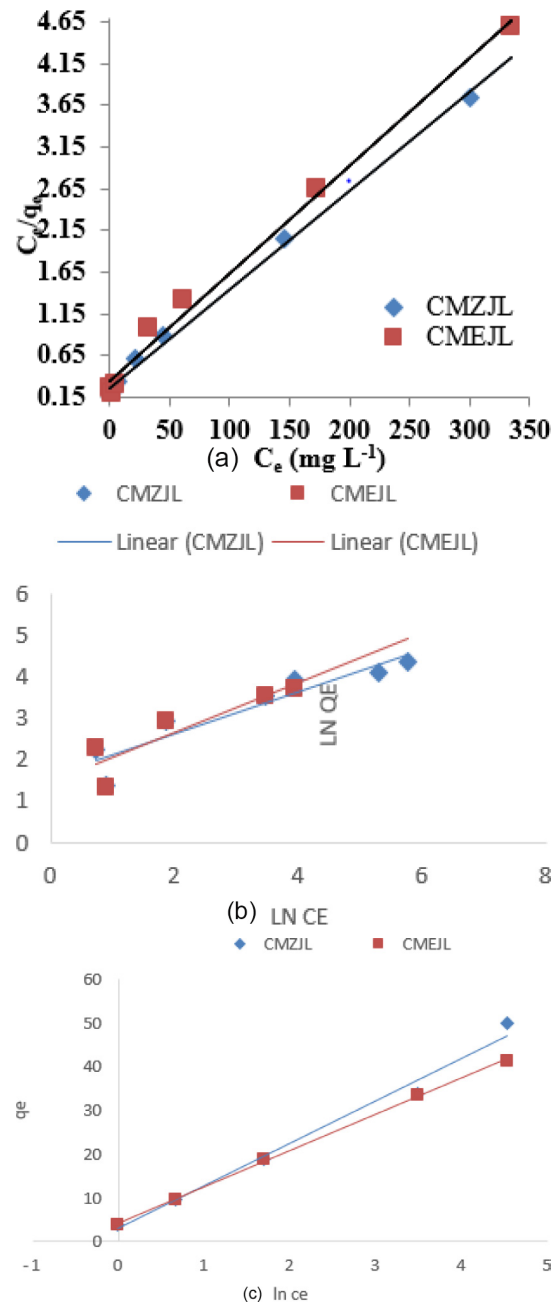 4.65
4.15
3.65
3.15
2.65
2.15
1.65
1.15
0.65
0.15
Ce/qe
CMZJL
CMEJL
0 50 100 150 200 250 300 350
(a) Ce (mg L-1)
CMZJL CMEJL
Linear (CMZJL) Linear (CMEJL)
6
5
4
3
2
1
0
LN QE
0 2 4 6 8
(b) LN CE
CMZJL CMEJL
60
50
40
30
20
10
0
qe
-1 0 1 2 3 4 5
(c) ln ce